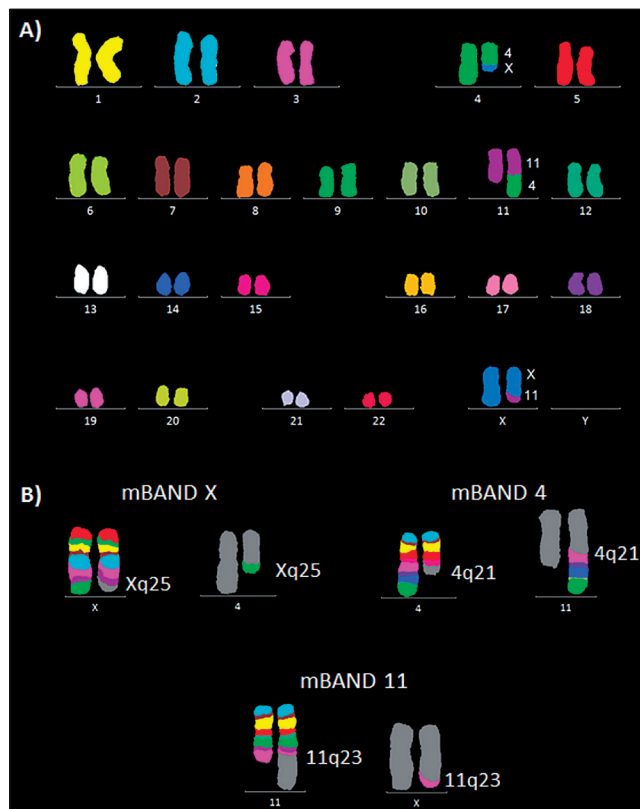 A)
4
X
1 2 3 4 5
11
4
6 7 8 9 10 11 12
13 14 15 16 17 18
X
11
19 20 21 22 X Y
B)
mBAND X mBAND 4
Xq25 Xq25 4q21 4q21
X 4 4 11
mBAND 11
11q23 11q23
11 X